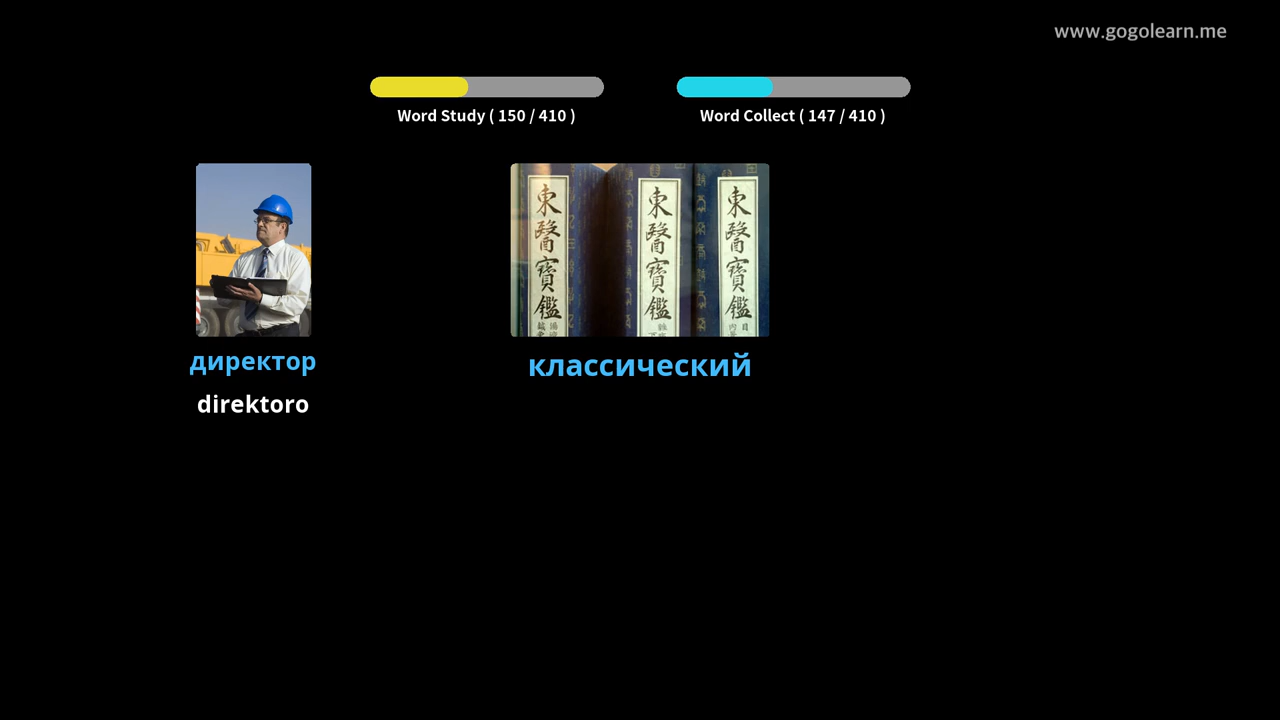 www.gogolearn.me
Word Study ( 150 / 410 )
Word Collect ( 147 / 410 )
東醫寶鑑
東醫寶鑑
東醫寶鑑
директор
direktoro
классический